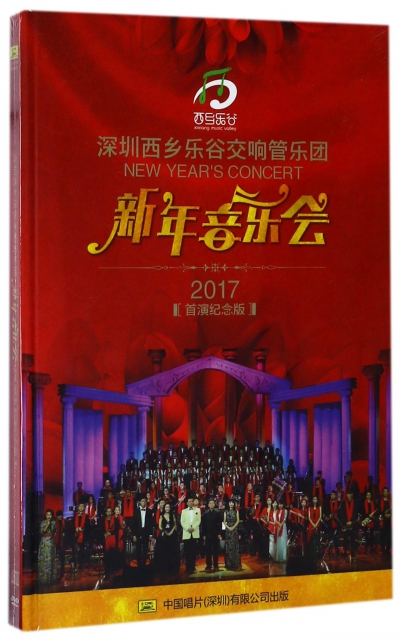 西乡乐谷
xixiang music valley
深圳西乡乐谷交响管乐团
NEW YEAR'S CONCERT
新年音乐会
2017
【首演纪念版】
中国唱片(深圳)有限公司出版